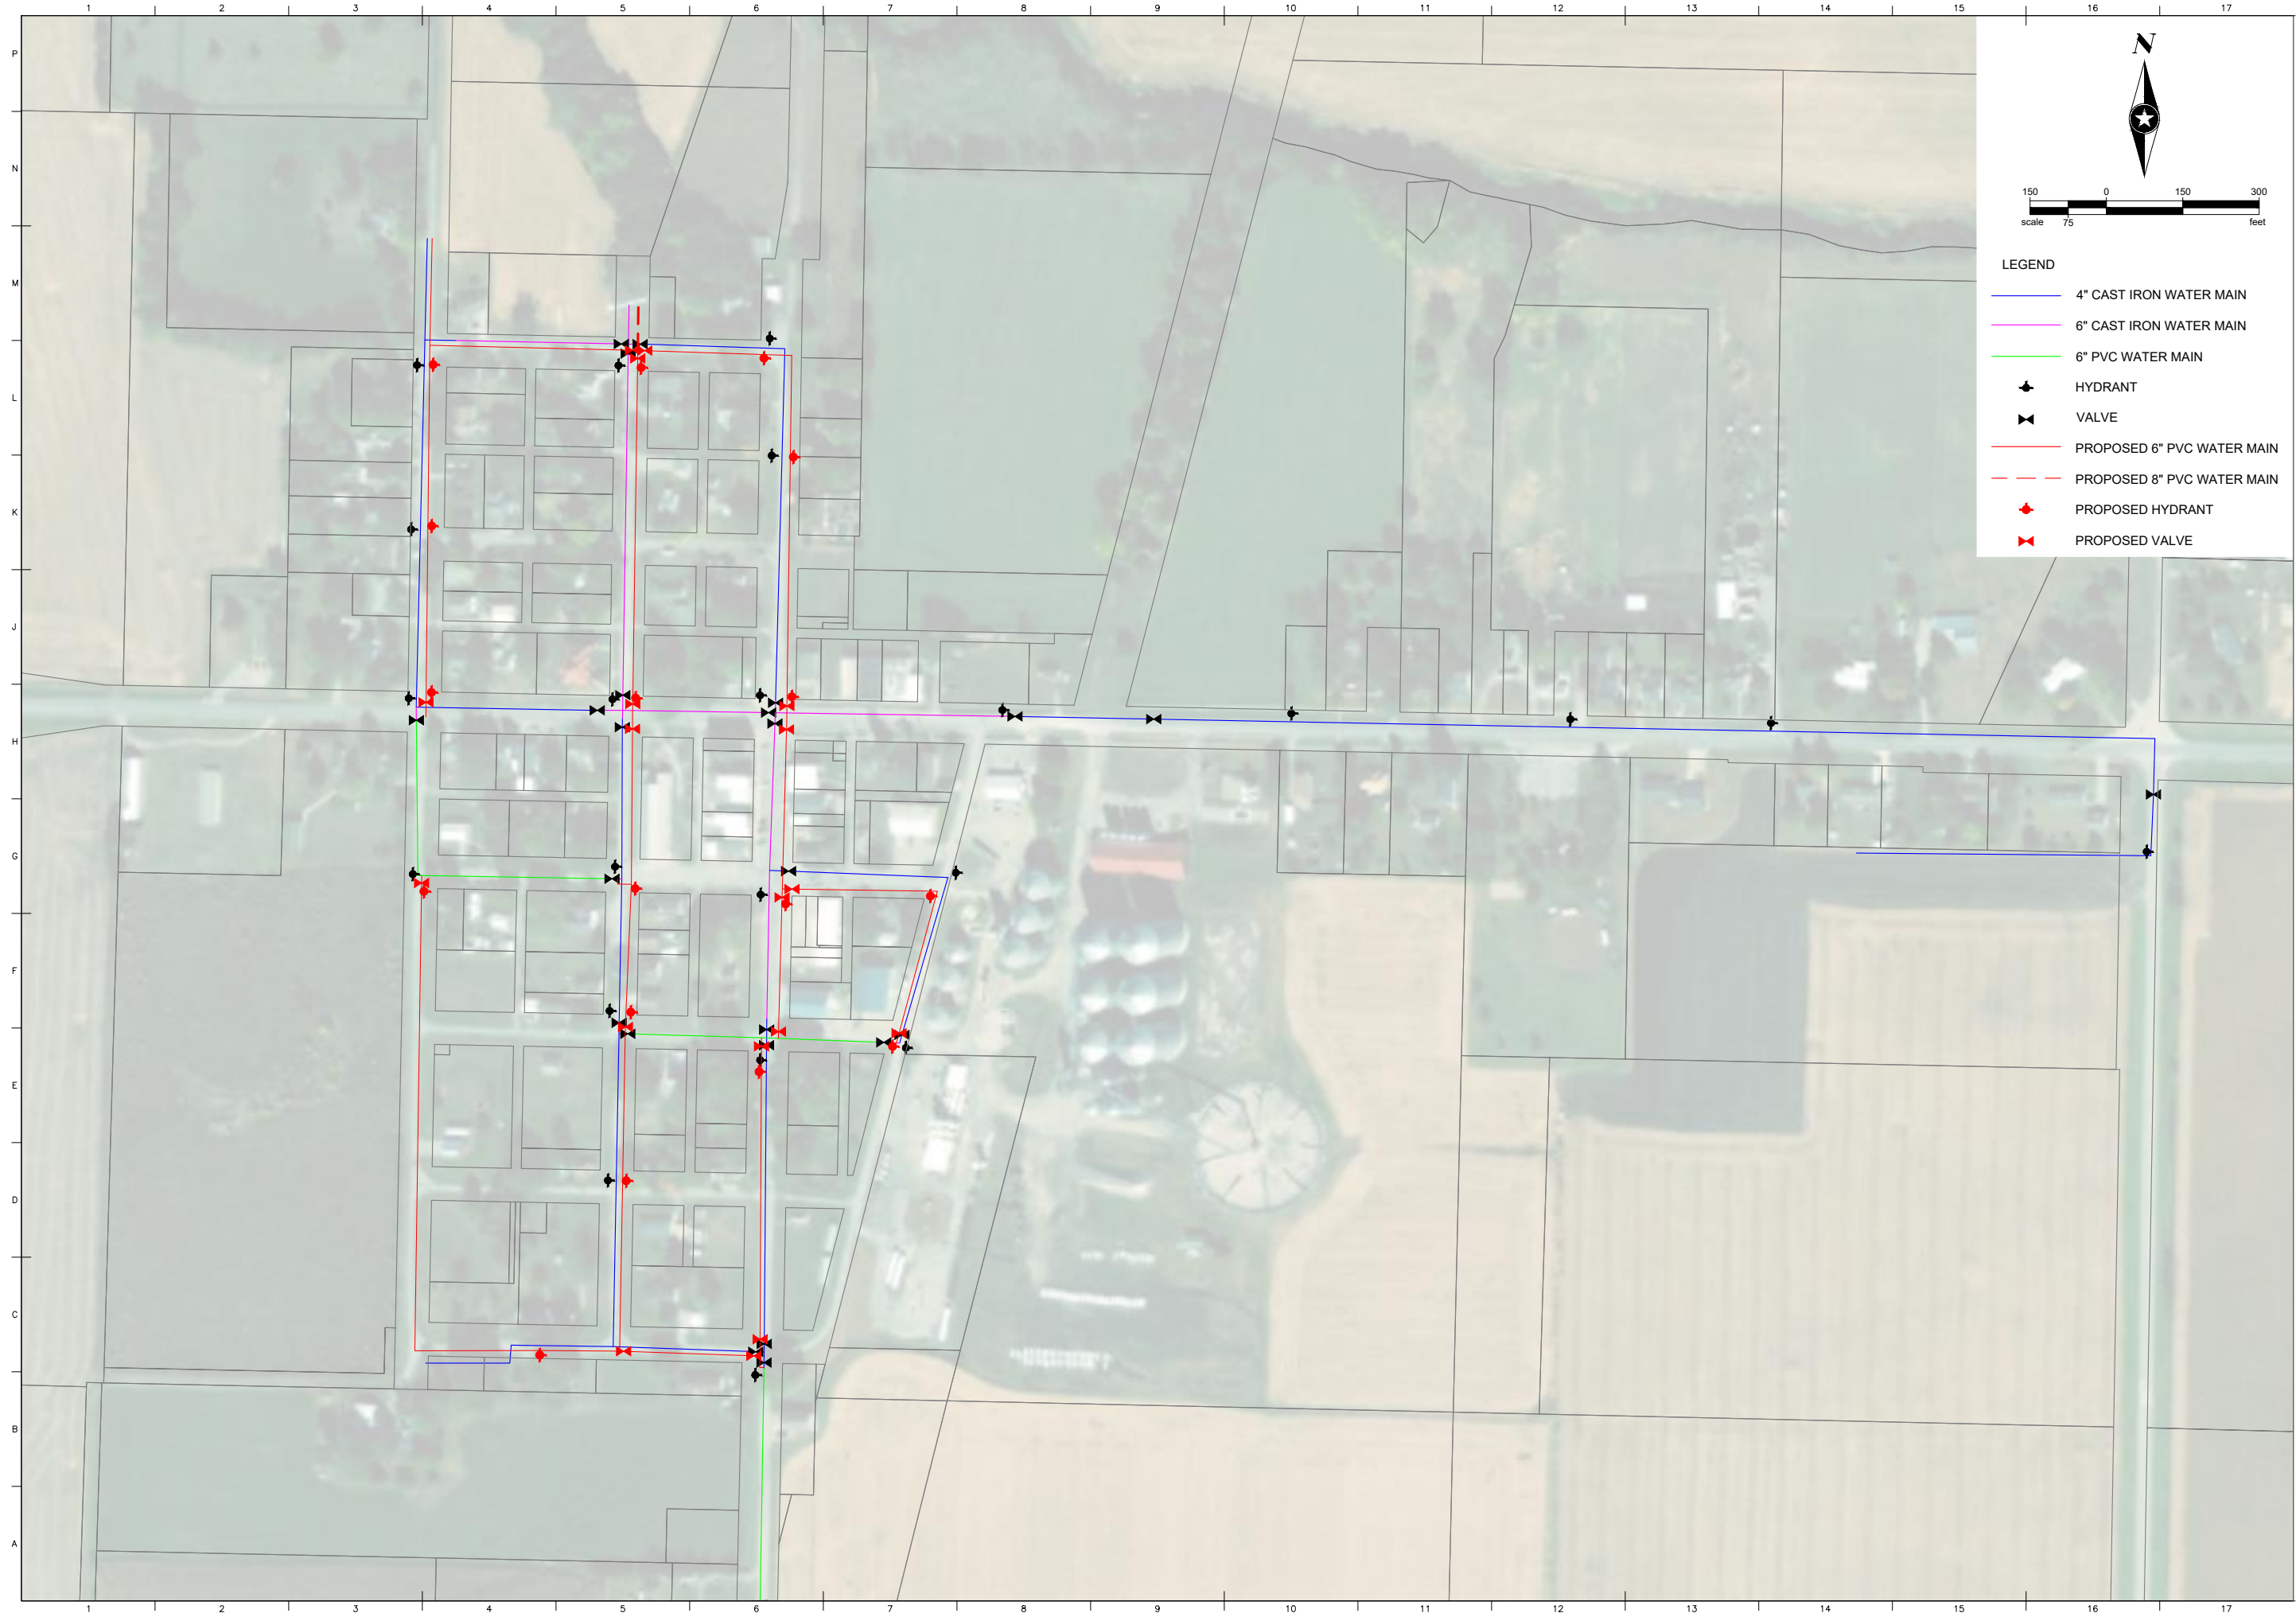 1 2 3 4 5 6 7 8 9 10 11 12 13 14 15 16 17
P
N
M
L
K
J
H
G
F
E
D
C
B
A
N
150 0 150 300
scale 75 feet
LEGEND
4" CAST IRON WATER MAIN
6" CAST IRON WATER MAIN
6" PVC WATER MAIN
HYDRANT
VALVE
PROPOSED 6" PVC WATER MAIN
PROPOSED 8" PVC WATER MAIN
PROPOSED HYDRANT
PROPOSED VALVE
1 2 3 4 5 6 7 8 9 10 11 12 13 14 15 16 17